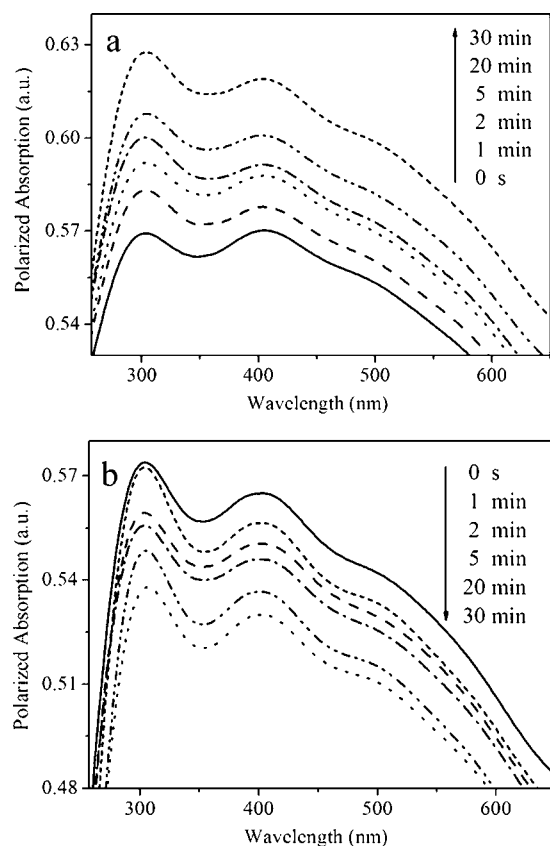 a
0.63
0.60
0.57
0.54
Polarized Absorption (a.u.)
30 min
20 min
5 min
2 min
1 min
0 s
300
400
500
600
Wavelength (nm)
b
0.57
0.54
0.51
0.48
Polarized Absorption (a.u.)
0 s
1 min
2 min
5 min
20 min
30 min
300
400
500
600
Wavelength (nm)